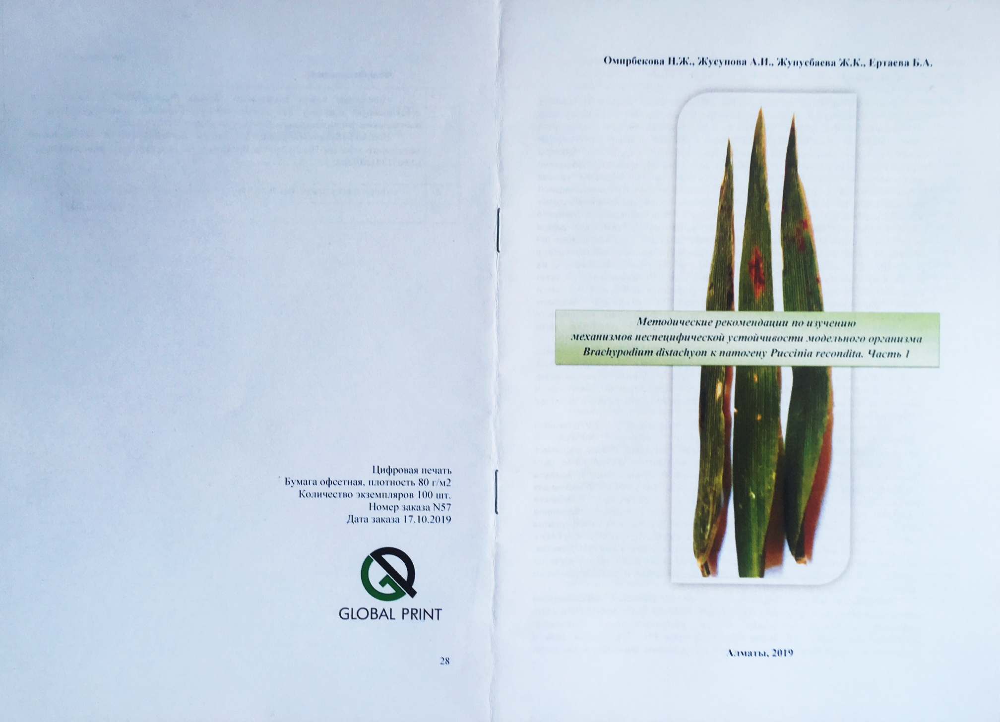 Цифровая печать
Бумага офсетная, плотность 80 г/м2
Количество экземпляров 100 шт.
Номер заказа N57
Дата заказа 17.10.2019
GLOBAL PRINT
28
Омирбекова Н.Ж., Жусупова А.И., Жунусбаева Ж.К., Ертаева Б.А.
Методические рекомендации по изучению
механизмов неспецифической устойчивости модельного организма
Brachypodium distachyon к патогену Puccinia recondita. Часть 1
Алматы, 2019